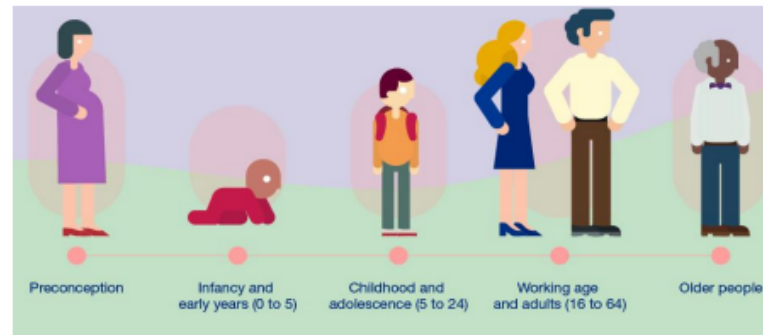 Preconception
Infancy and
early years (0 to 5)
Childhood and
adolescence (5 to 24)
Working age
and adults (16 to 64)
Older people